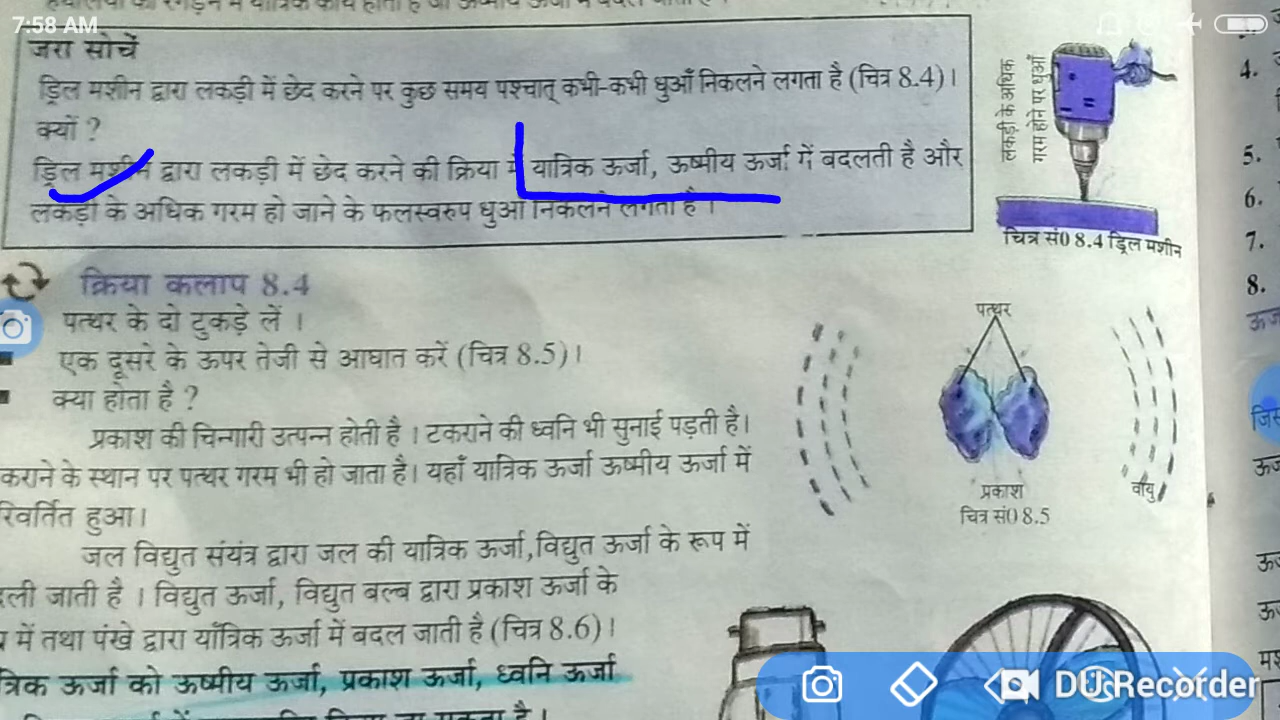 7:58 AM
जरा सोचें
ड्रिल मशीन द्वारा लकड़ी में छेद करने पर कुछ समय पश्चात् कभी-कभी धुआँ निकलने लगता है (चित्र 8.4)।
क्यों ?
ड्रिल मशीन द्वारा लकड़ी में छेद करने की क्रिया में यात्रिक ऊर्जा, ऊष्मीय ऊर्जा में बदलती है और
लकड़ी के अधिक गरम हो जाने के फलस्वरुप धुआँ निकलने लगता है ।
लकड़ी के अधिक
गरम होने पर धुआँ
चित्र सं0 8.4 ड्रिल मशीन
क्रिया कलाप 8.4
पत्थर के दो टुकड़े लें ।
एक दूसरे के ऊपर तेजी से आघात करें (चित्र 8.5)।
क्या होता है ?
प्रकाश की चिन्गारी उत्पन्न होती है । टकराने की ध्वनि भी सुनाई पड़ती है।
कराने के स्थान पर पत्थर गरम भी हो जाता है। यहाँ यात्रिक ऊर्जा ऊष्मीय ऊर्जा में
रिवर्तित हुआ।
पत्थर
प्रकाश
वायु
चित्र सं0 8.5
जल विद्युत संयंत्र द्वारा जल की यात्रिक ऊर्जा, विद्युत ऊर्जा के रूप में
दली जाती है । विद्युत ऊर्जा, विद्युत बल्ब द्वारा प्रकाश ऊर्जा के
में तथा पंखे द्वारा याँत्रिक ऊर्जा में बदल जाती है (चित्र 8.6)।
त्रिक ऊर्जा को ऊष्मीय ऊर्जा, प्रकाश ऊर्जा, ध्वनि ऊर्जा
4.
5.
6.
7.
8.
DU Recorder